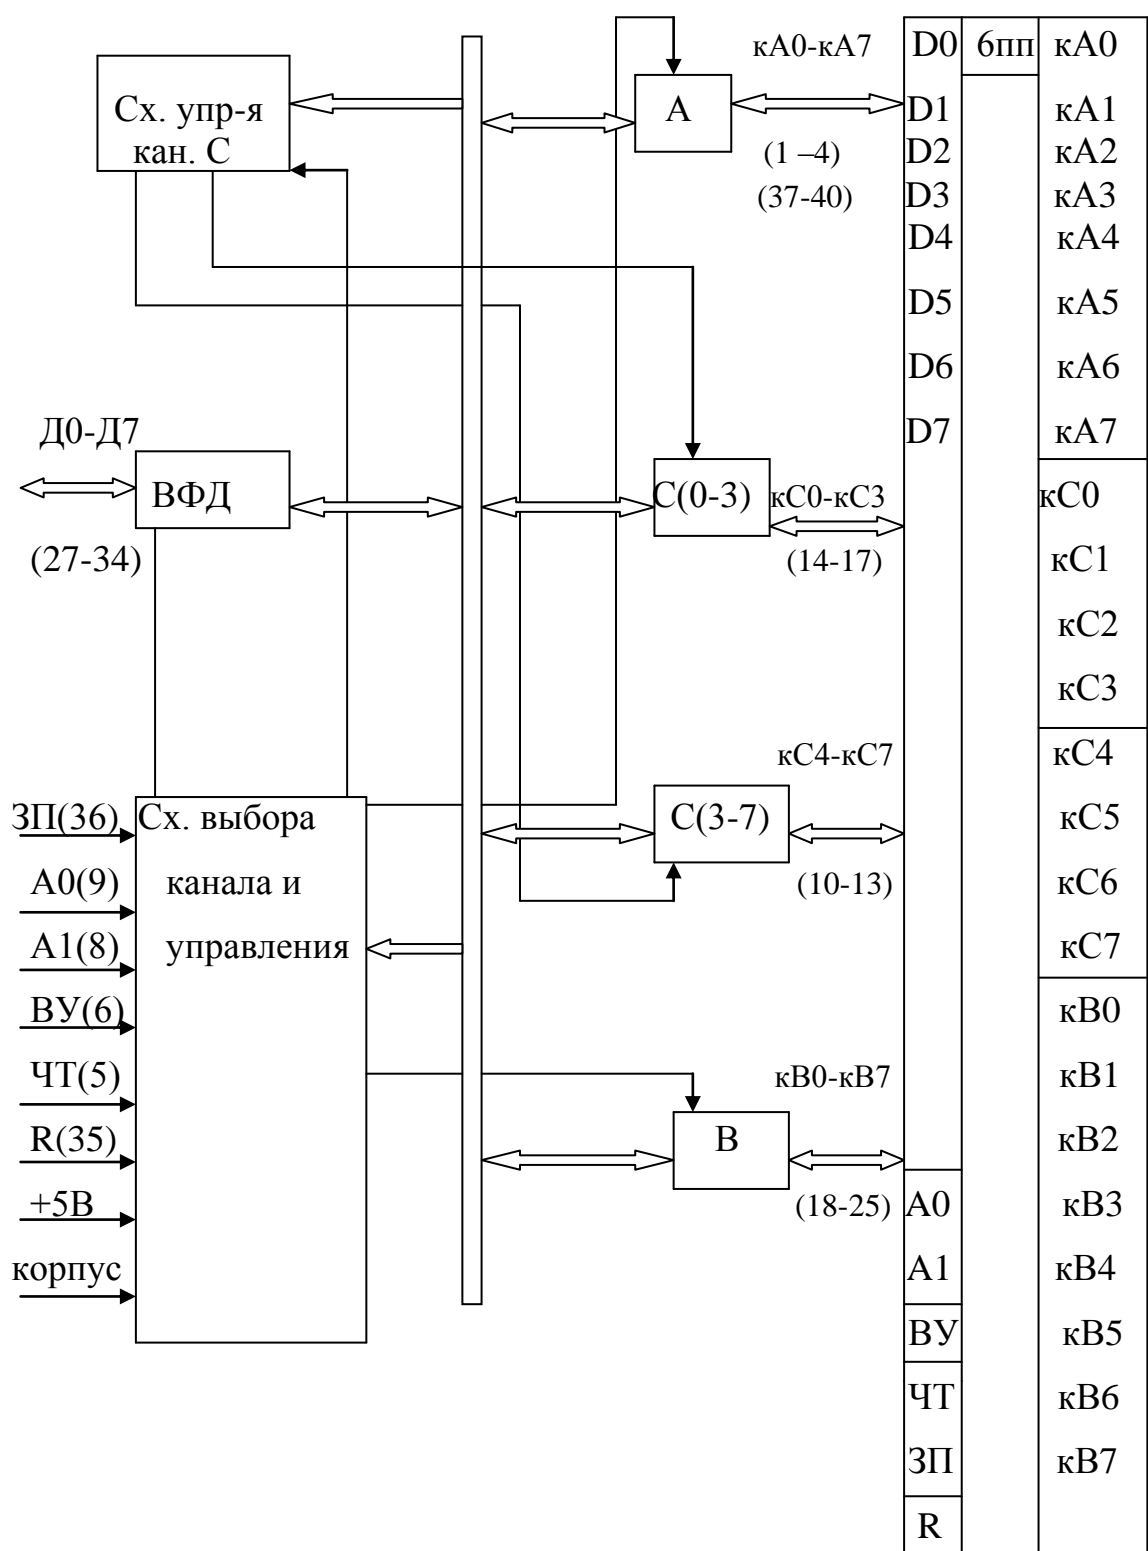 кА0-кА7
D0 6пп кА0
Сх. упр-я
кан. С
А
D1 кА1
(1 –4)
D2 кА2
(37-40)
D3 кА3
D4 кА4
D5 кА5
D6 кА6
Д0-Д7
D7 кА7
ВФД
С(0-3)
кС0-кС3
кС0
(27-34)
(14-17)
кС1
кС2
кС3
кС4-кС7
кС4
ЗП(36)
Сх. выбора
канала и
управления
С(3-7)
кС5
А0(9)
(10-13)
кС6
А1(8)
кС7
ВУ(6)
кВ0
ЧТ(5)
кВ0-кВ7
кВ1
R(35)
В
кВ2
+5В
(18-25)
А0 кВ3
корпус
А1 кВ4
ВУ кВ5
ЧТ кВ6
ЗП кВ7
R